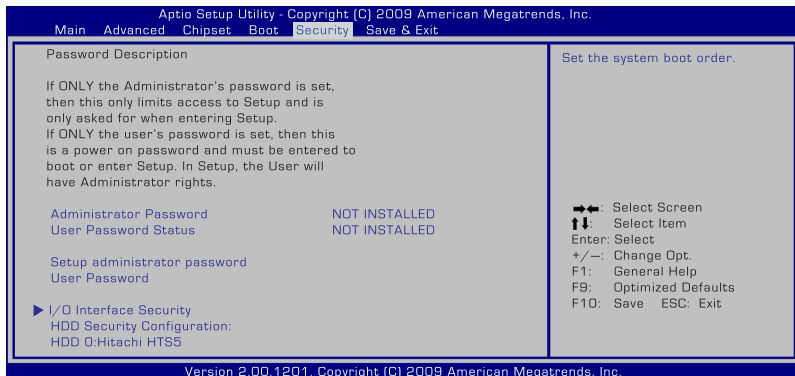 Aptio Setup Utility - Copyright (C) 2009 American Megatrends, Inc.
Main Advanced Chipset Boot Security Save & Exit
Password Description
If ONLY the Administrator's password is set,
then this only limits access to Setup and is
only asked for when entering Setup.
If ONLY the user's password is set, then this
is a power on password and must be entered to
boot or enter Setup. In Setup, the User will
have Administrator rights.
Administrator Password NOT INSTALLED
User Password Status NOT INSTALLED
Setup administrator password
User Password
I/O Interface Security
HDD Security Configuration:
HDD 0:Hitachi HTS5
Set the system boot order.
→←: Select Screen
↑↓: Select Item
Enter: Select
+/—: Change Opt.
F1: General Help
F9: Optimized Defaults
F10: Save ESC: Exit
Version 2.00.1201. Copyright (C) 2009 American Megatrends, Inc.